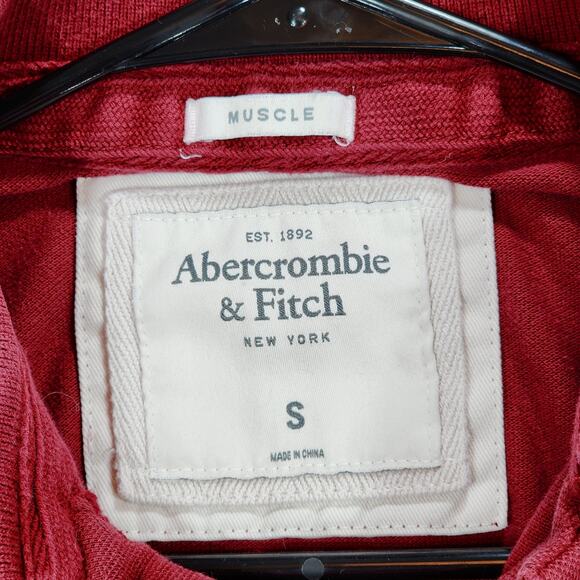 MUSCLE
EST. 1892
Abercrombie
& Fitch
NEW YORK
S
MADE IN CHINA